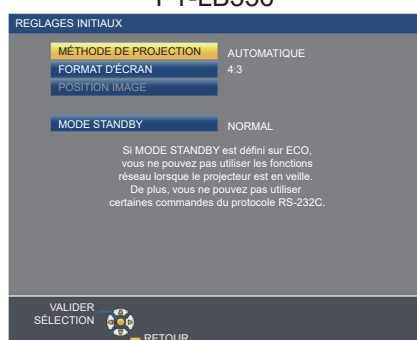 REGLAGES INITIAUX
MÉTHODE DE PROJECTION AUTOMATIQUE
FORMAT D'ÉCRAN 4:3
POSITION IMAGE
MODE STANDBY NORMAL
Si MODE STANDBY est défini sur ECO,
vous ne pouvez pas utiliser les fonctions
réseau lorsque le projecteur est en veille.
De plus, vous ne pouvez pas utiliser
certaines commandes du protocole RS-232C.
VALIDER
SÉLECTION
RETOUR